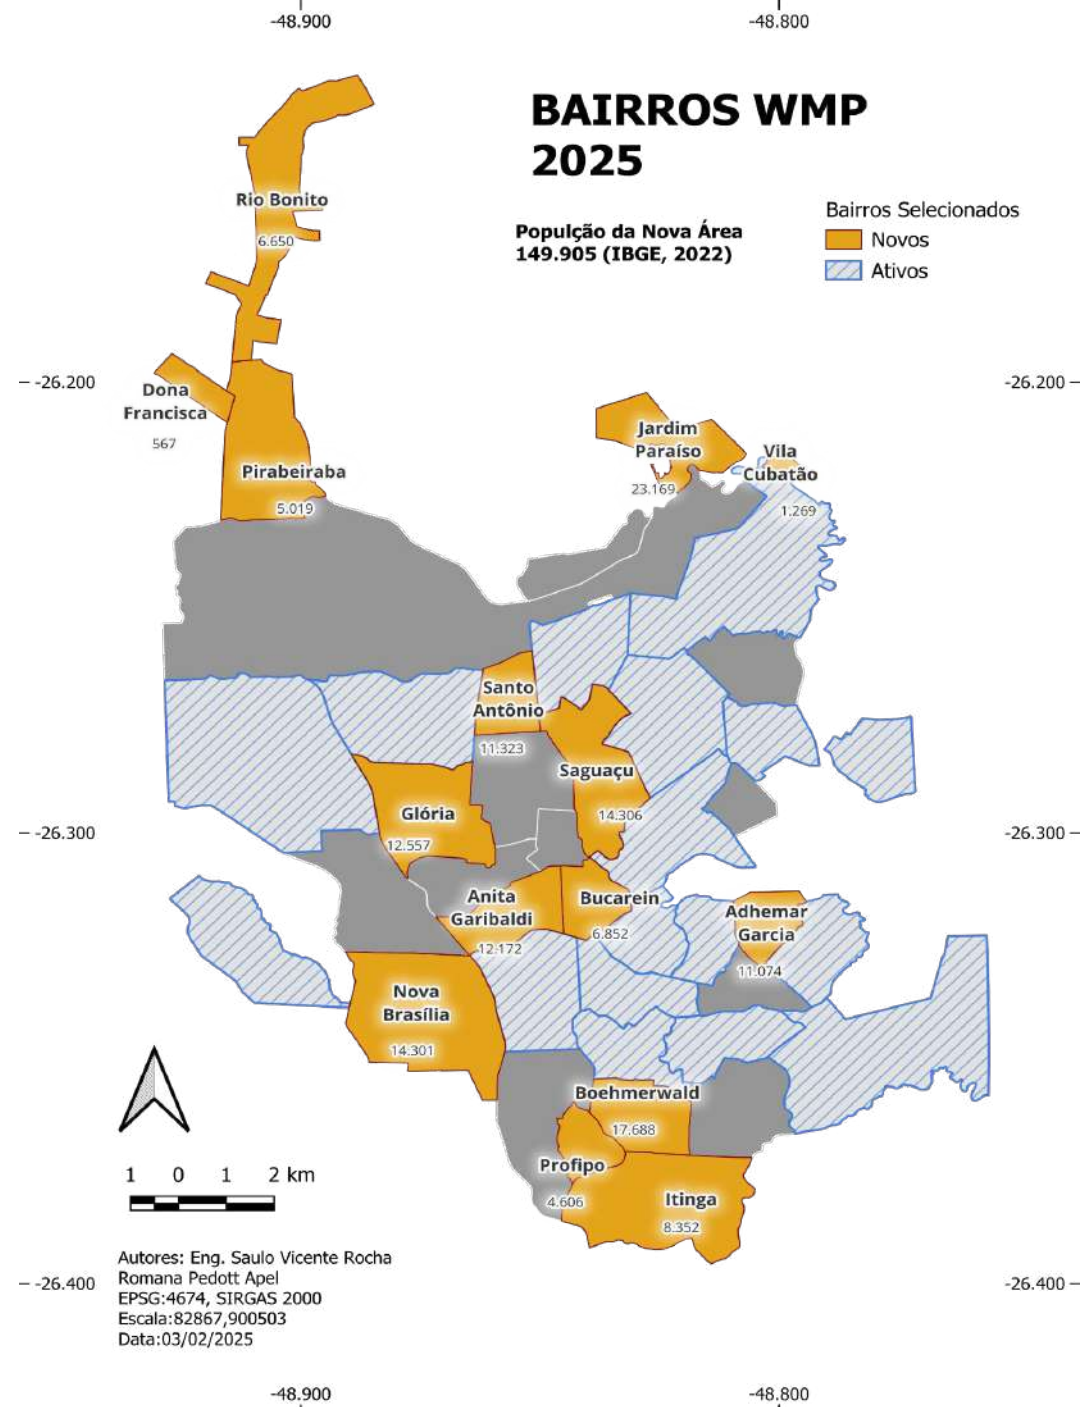 -48.900
-48.800
BAIRROS WMP
2025
Populção da Nova Área
149.905 (IBGE, 2022)
Bairros Selecionados
Novos
Ativos
Rio Bonito
6.650
-26.200
-26.200
Dona
Francisca
567
Pirabeiraba
5.019
Jardim
Paraíso
23.169
Vila
Cubatão
1.269
Santo
Antônio
11.323
Saguaçu
14.306
Glória
12.557
-26.300
-26.300
Anita
Garibaldi
12.172
Bucarein
6.852
Adhemar
Garcia
11.074
Nova
Brasília
14.301
Boehmerwald
17.688
Profipo
4.606
Itinga
8.352
1 0 1 2 km
Autores: Eng. Saulo Vicente Rocha
Romana Pedott Apel
EPSG:4674, SIRGAS 2000
Escala:82867,900503
Data:03/02/2025
-26.400
-26.400
-48.900
-48.800